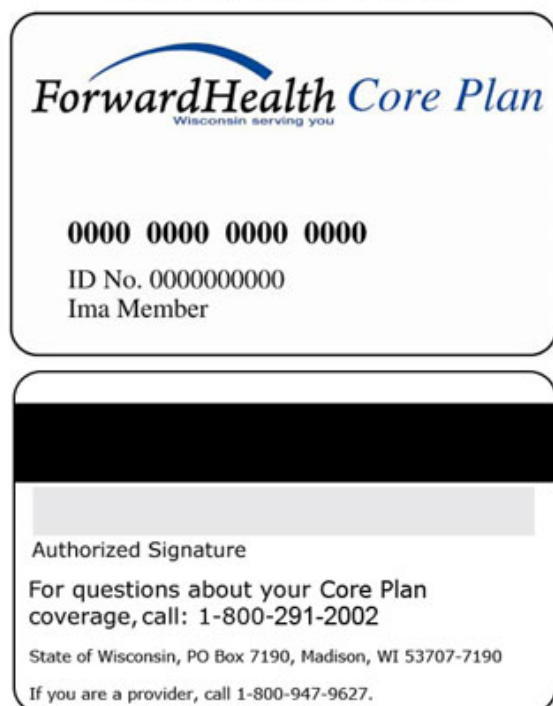 ForwardHealth Core Plan
Wisconsin serving you
0000 0000 0000 0000
ID No. 0000000000
Ima Member
Authorized Signature
For questions about your Core Plan
coverage, call: 1-800-291-2002
State of Wisconsin, PO Box 7190, Madison, WI 53707-7190
If you are a provider, call 1-800-947-9627.